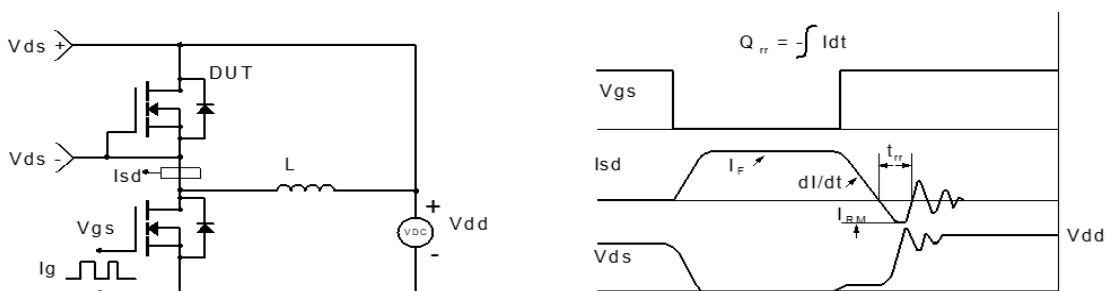 Vds +
DUT
Vds -
Isd
L
Vgs
Ig
+
VDC
-
Vdd
Q rr = -∫ Idt
Vgs
Isd
I F
dI/dt
t rr
I RM
Vds
Vdd